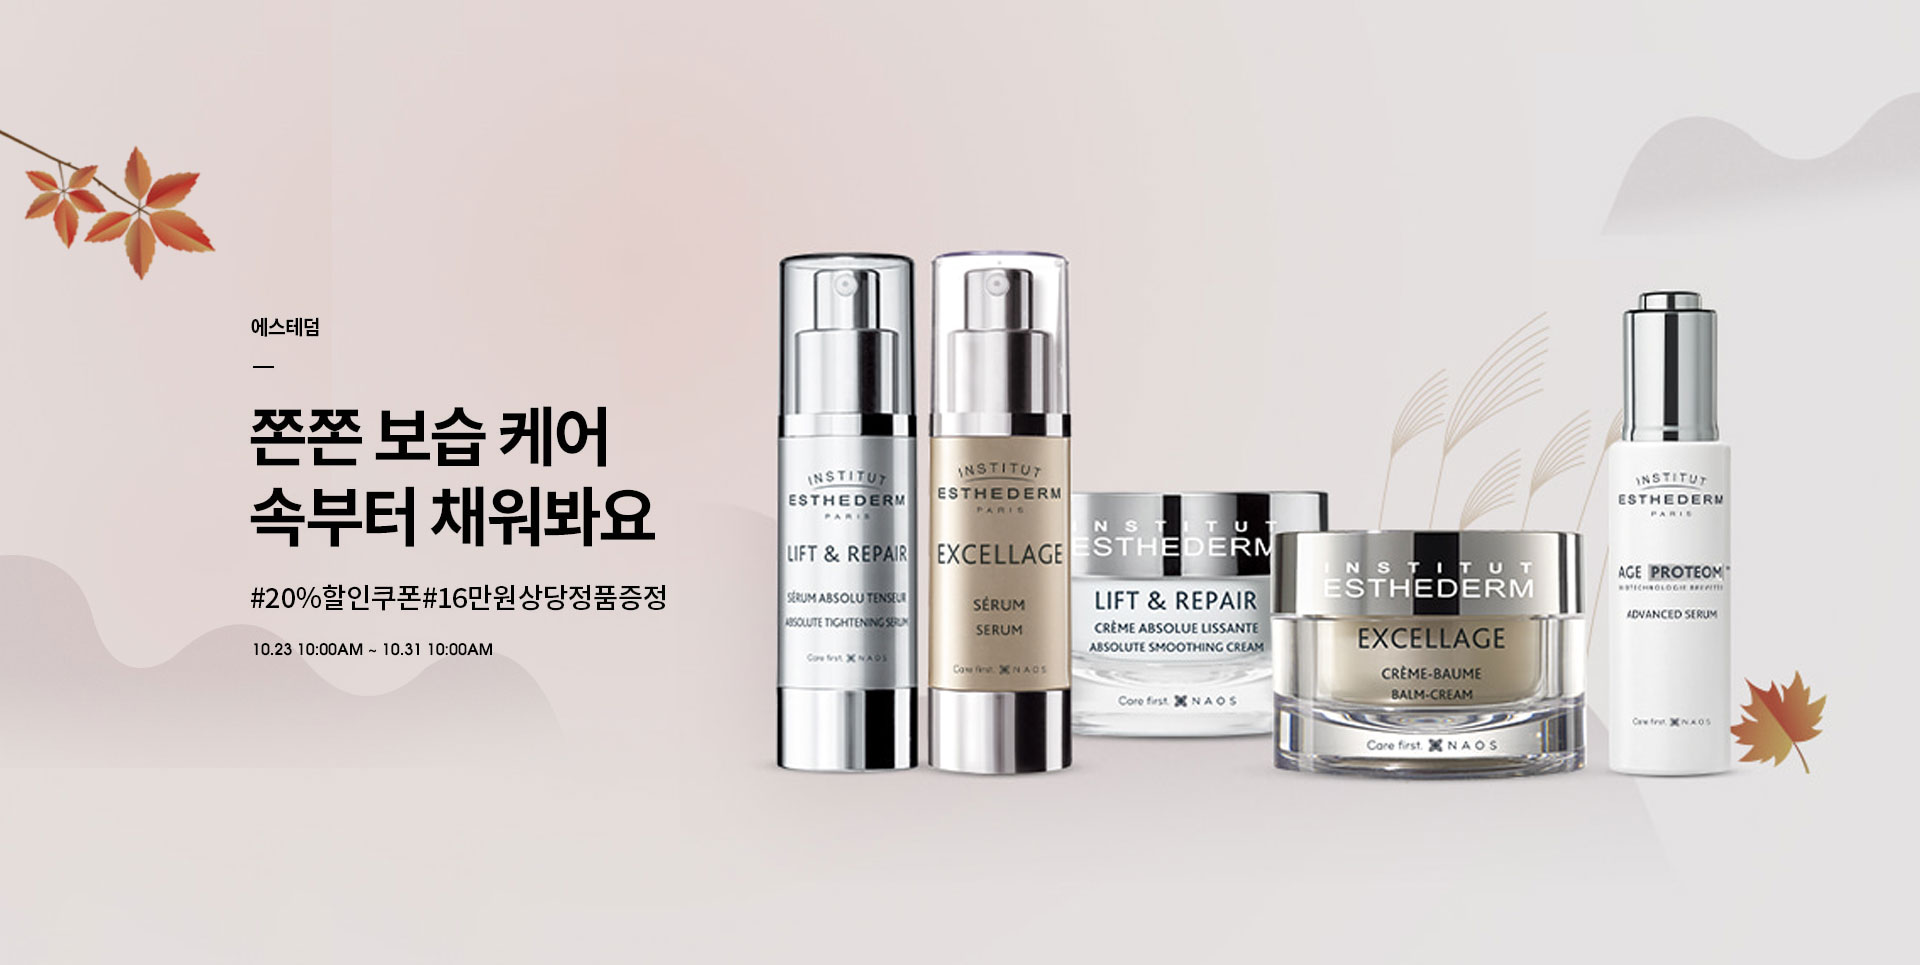 에스테덤
쫀쫀 보습 케어
속부터 채워봐요
#20%할인쿠폰#16만원상당정품증정
10.23 10:00AM ~ 10.31 10:00AM
INSTITUT
ESTHEDERM
PARIS
LIFT & REPAIR
SÉRUM ABSOLU TENSEUR
ABSOLUTE TIGHTENING SERUM
Care first. NAOS
INSTITUT
ESTHEDERM
PARIS
EXCELLAGE
SÉRUM
SERUM
Care first. NAOS
INSTITUT
ESTHEDERM
LIFT & REPAIR
CRÈME ABSOLUE LISSANTE
ABSOLUTE SMOOTHING CREAM
Care first. NAOS
INSTITUT
ESTHEDERM
EXCELLAGE
CRÈME-BAUME
BALM-CREAM
Care first. NAOS
INSTITUT
ESTHEDERM
PARIS
AGE PROTEOM™
BIOTECHNOLOGIE BREVETÉE
ADVANCED SERUM
Care first. NAOS